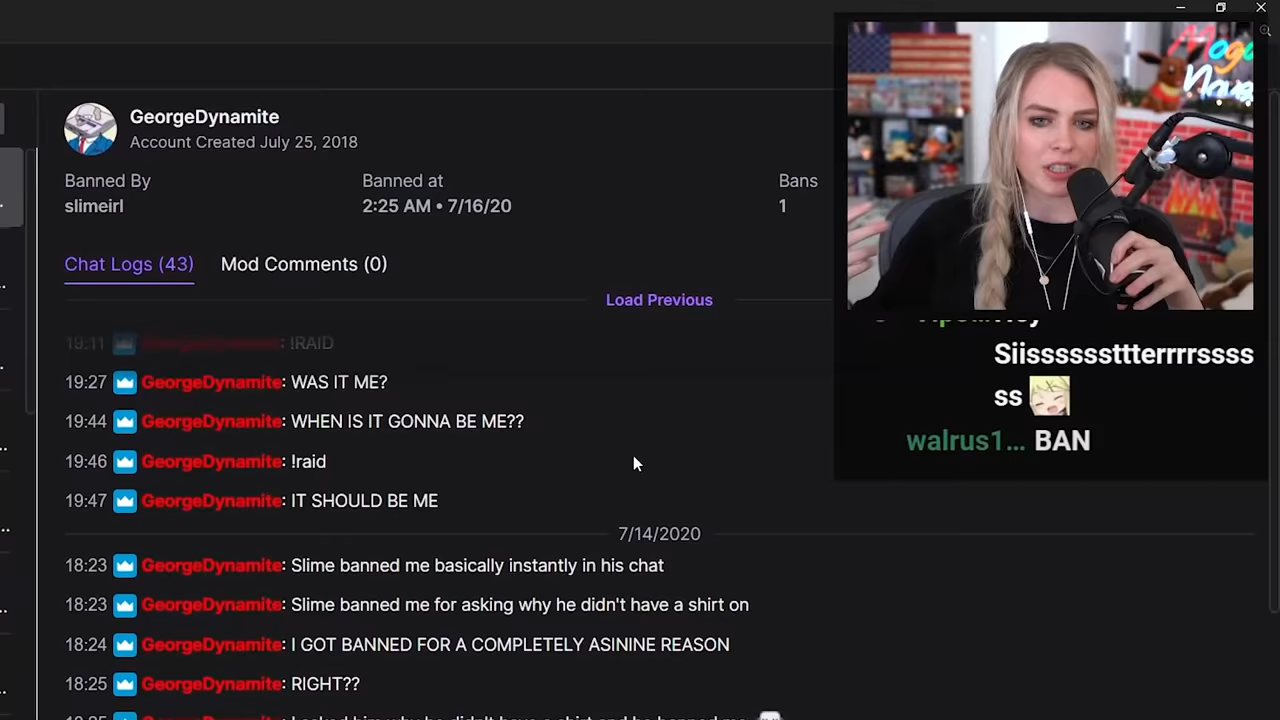 GeorgeDynamite
Account Created July 25, 2018
Banned By
Banned at
Bans
slimeirl
2:25 AM • 7/16/20
1
Chat Logs (43)
Mod Comments (0)
Load Previous
19:11 GeorgeDynamite: !RAID
19:27 GeorgeDynamite: WAS IT ME?
19:44 GeorgeDynamite: WHEN IS IT GONNA BE ME??
19:46 GeorgeDynamite: !raid
19:47 GeorgeDynamite: IT SHOULD BE ME
7/14/2020
18:23 GeorgeDynamite: Slime banned me basically instantly in his chat
18:23 GeorgeDynamite: Slime banned me for asking why he didn't have a shirt on
18:24 GeorgeDynamite: I GOT BANNED FOR A COMPLETELY ASININE REASON
18:25 GeorgeDynamite: RIGHT??
Siisssssssttterrrrssss
ss
walrus1… BAN